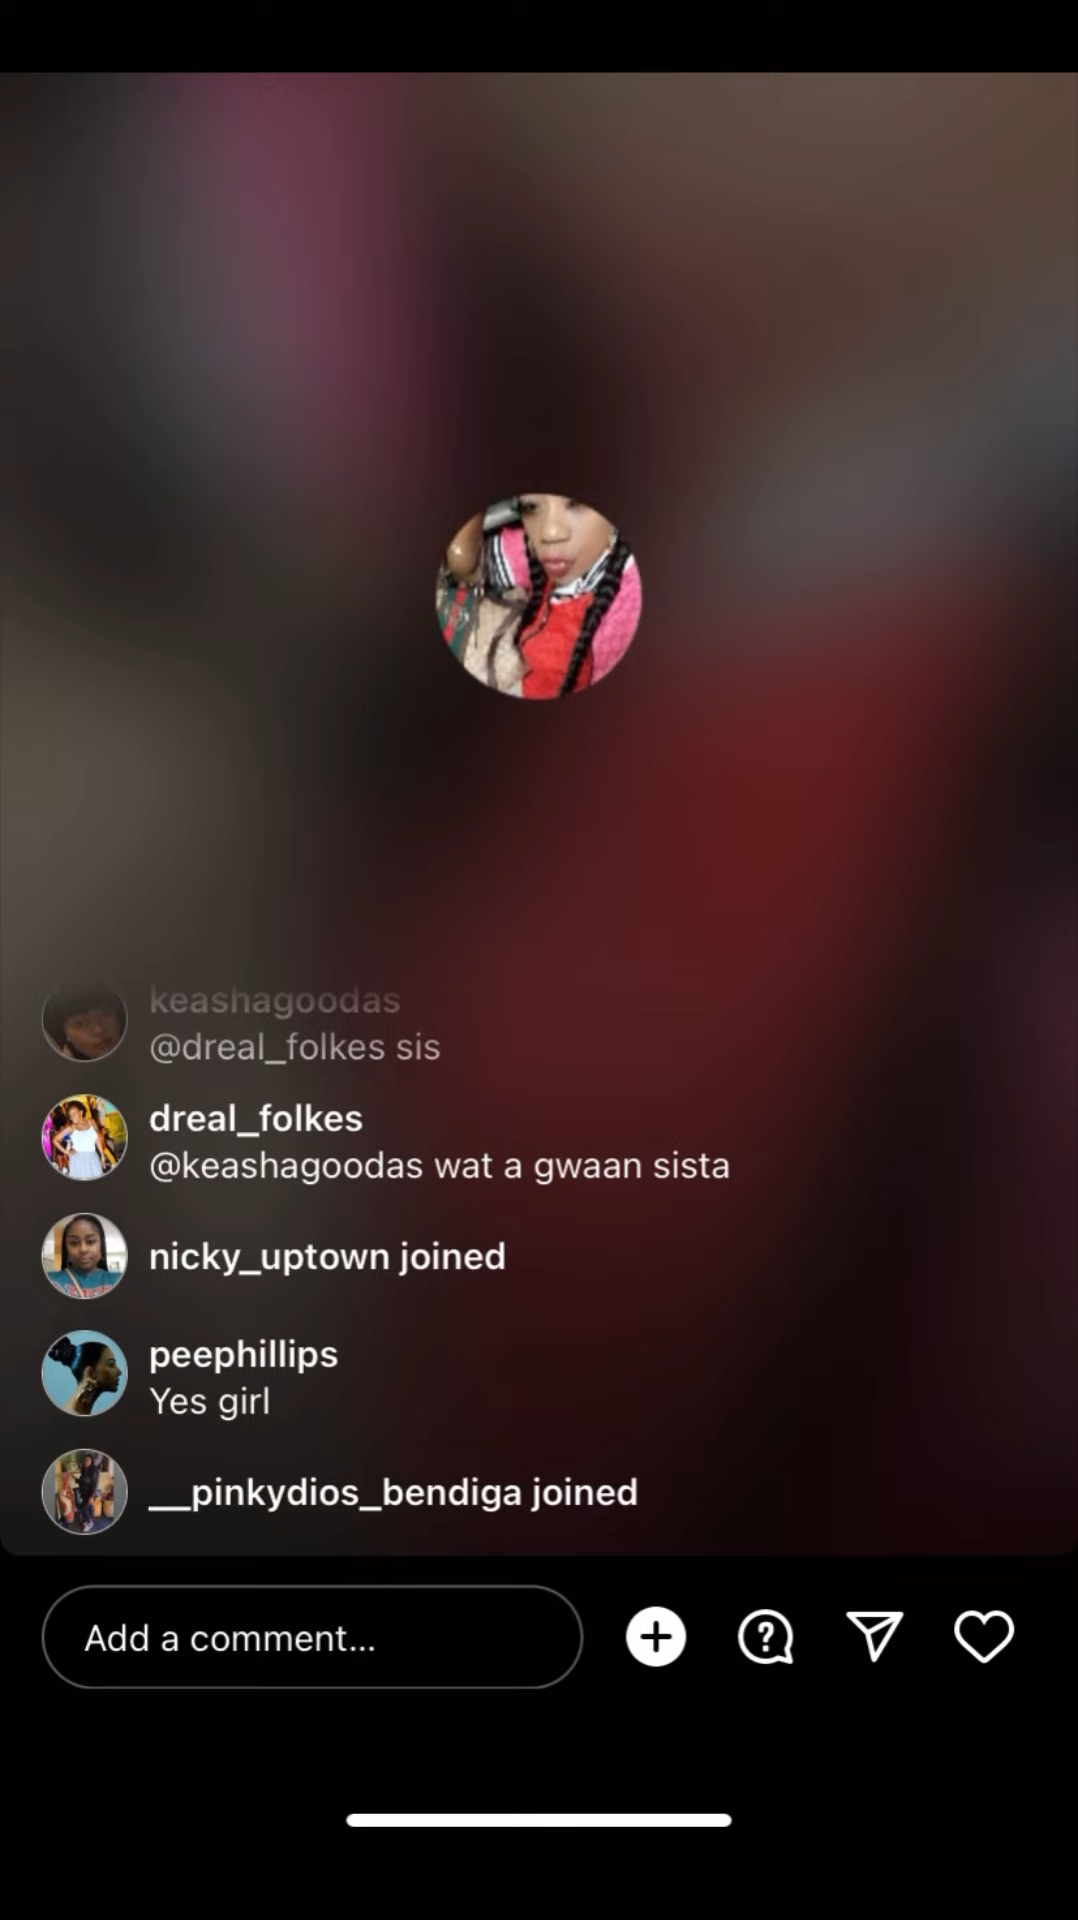 keashagoodas
@dreal_folkes sis
dreal_folkes
@keashagoodas wat a gwaan sista
nicky_uptown joined
peephillips
Yes girl
__pinkydios_bendiga joined
Add a comment...